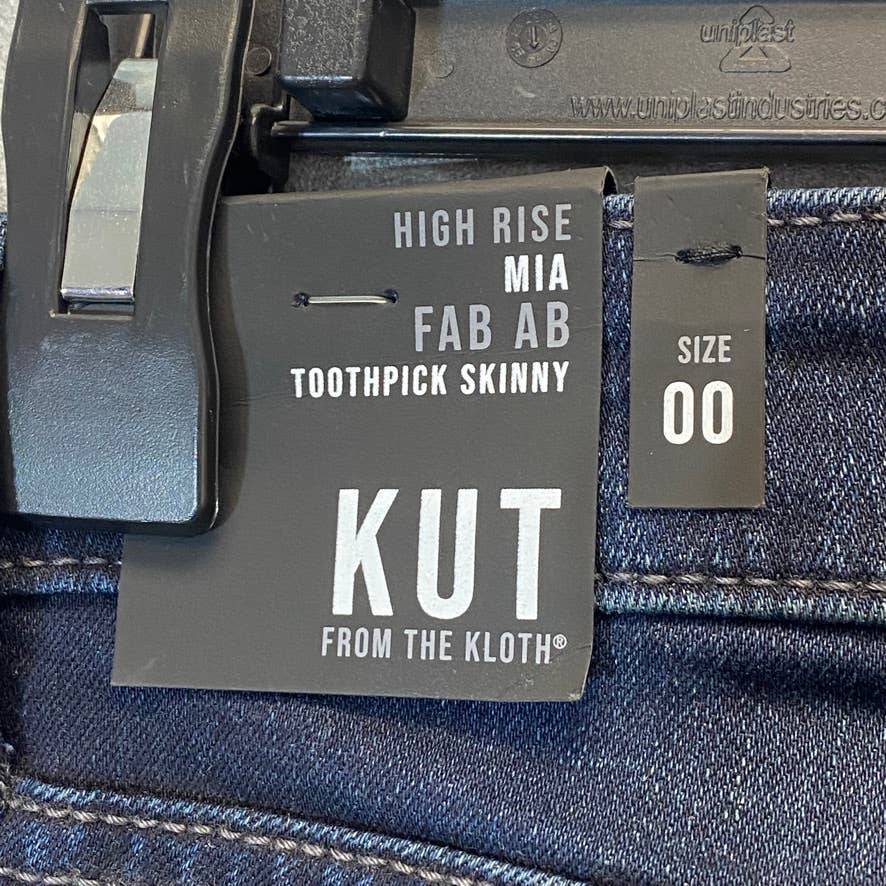 uniplast
www.uniplastindustries.c
HIGH RISE
MIA
FAB AB
TOOTHPICK SKINNY
KUT
FROM THE KLOTH®
SIZE
00